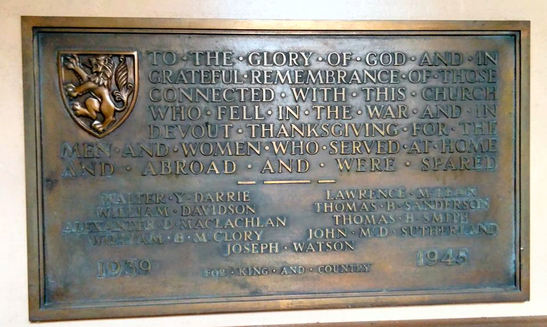 TO · THE · GLORY · OF · GOD · AND · IN
GRATEFUL · REMEMBRANCE · OF · THOSE
CONNECTED · WITH · THIS · CHURCH
WHO · FELL · IN · THE · WAR · AND · IN
DEVOUT · THANKSGIVING · FOR · THE
MEN · AND · WOMEN · WHO · SERVED · AT · HOME
AND · ABROAD · AND · WERE · SPARED
WALTER · Y · DARRIE LAWRENCE
WILLIAM · DAVIDSON THOMAS · B · SANDERSON
ALEXANDER · D · MACLACHLAN THOMAS · H · SMITH
WILLIAM · B · MCGLORY JOHN · MCD · SUTHERLAND
JOSEPH · WATSON
1939 FOR · KING · AND · COUNTRY 1945